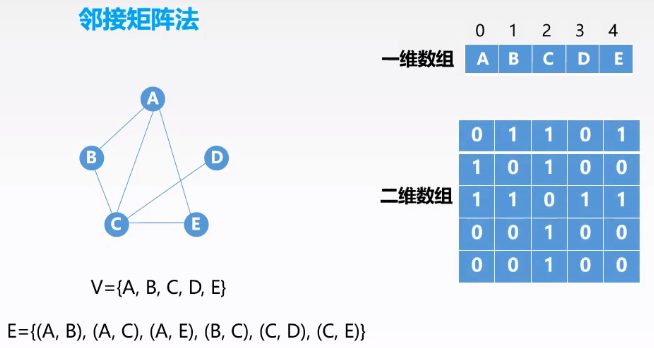 邻接矩阵法
0 1 2 3 4
一维数组 A B C D E
A
B D
C E
二维数组
0 1 1 0 1
1 0 1 0 0
1 1 0 1 1
0 0 1 0 0
0 0 1 0 0
V={A, B, C, D, E}
E={(A, B), (A, C), (A, E), (B, C), (C, D), (C, E)}